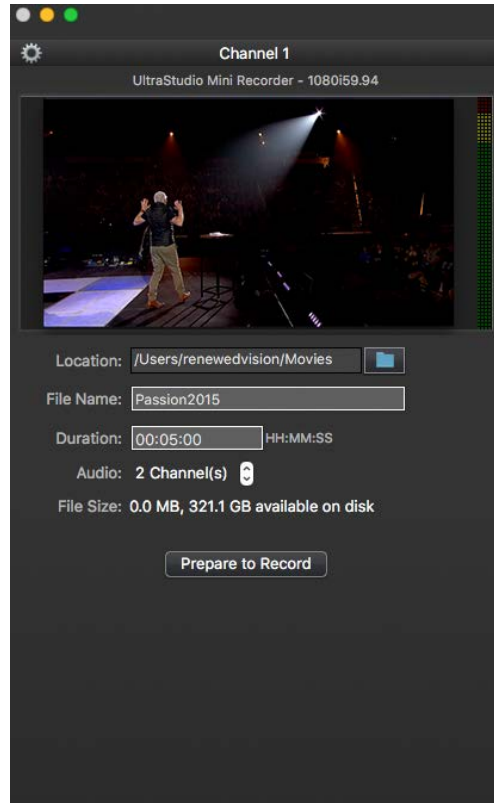 Channel 1
UltraStudio Mini Recorder - 1080i59.94
Location: /Users/renewedvision/Movies
File Name: Passion2015
Duration: 00:05:00 HH:MM:SS
Audio: 2 Channel(s)
File Size: 0.0 MB, 321.1 GB available on disk
Prepare to Record